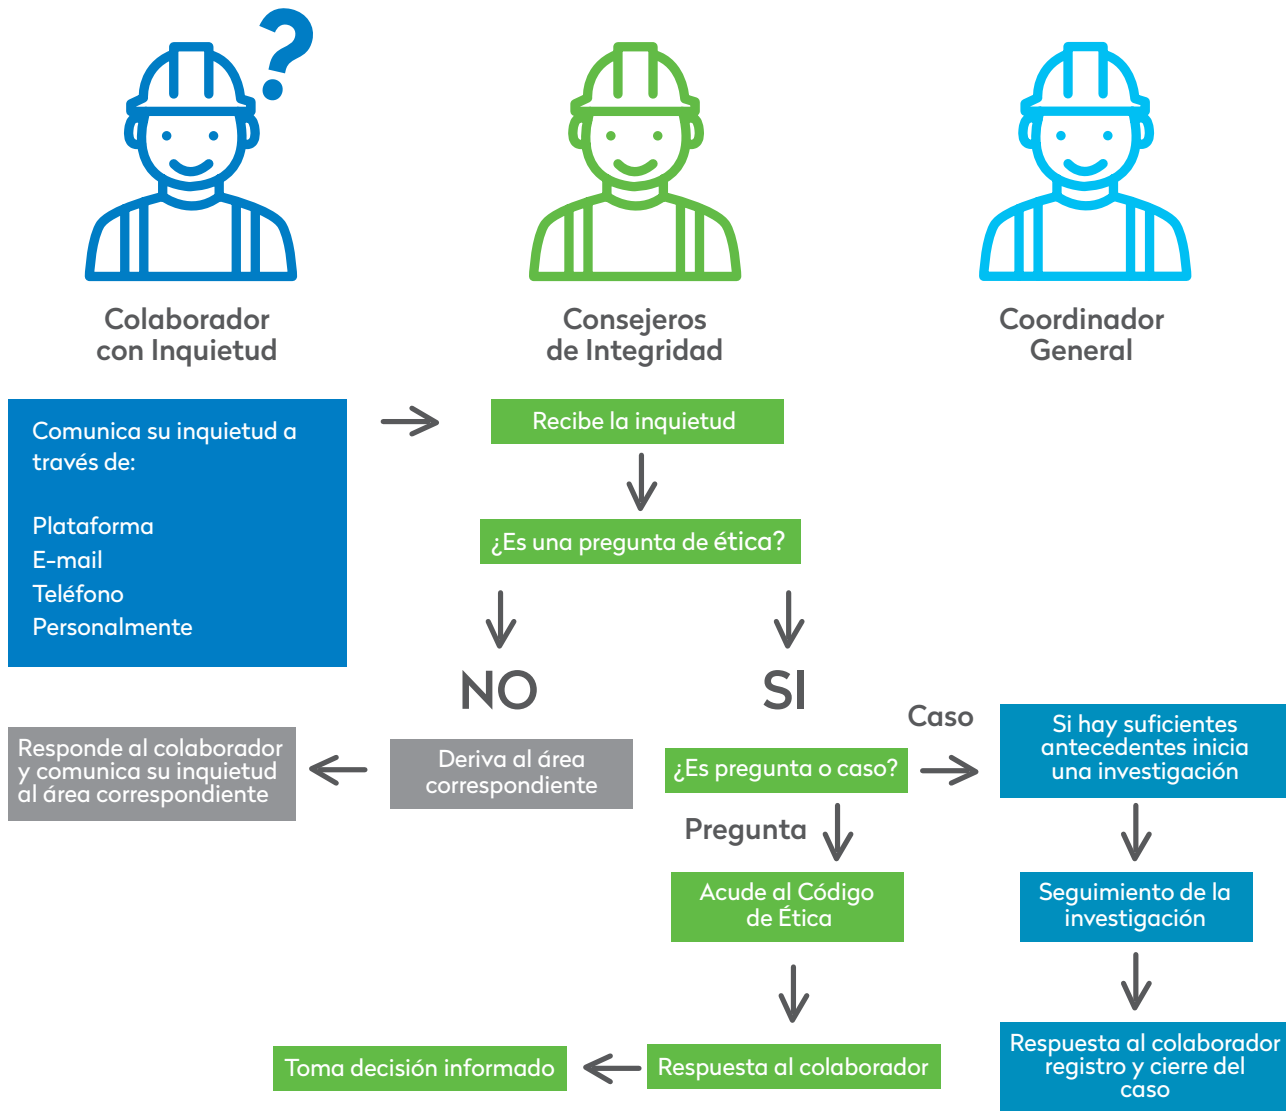 ?
Colaborador
con Inquietud
Consejeros
de Integridad
Coordinador
General
Comunica su inquietud a
través de:
Plataforma
E-mail
Teléfono
Personalmente
Recibe la inquietud
¿Es una pregunta de ética?
NO
SI
Responde al colaborador
y comunica su inquietud
al área correspondiente
Deriva al área
correspondiente
¿Es pregunta o caso?
Caso
Si hay suficientes
antecedentes inicia
una investigación
Pregunta
Acude al Código
de Ética
Seguimiento de la
investigación
Toma decisión informado
Respuesta al colaborador
Respuesta al colaborador
registro y cierre del
caso